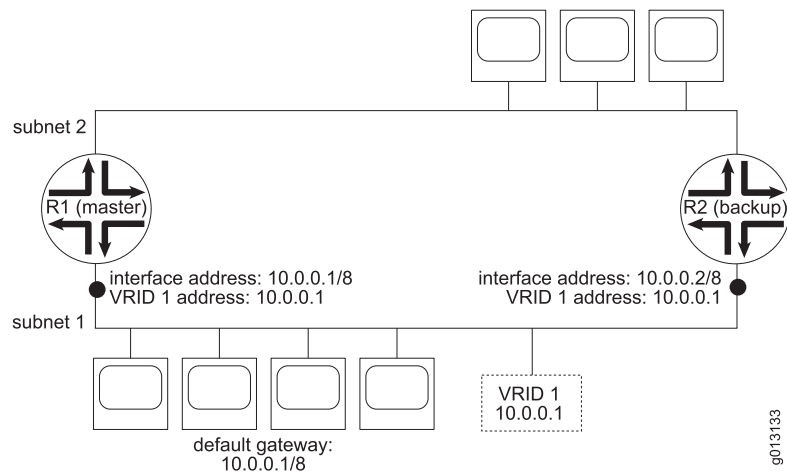 subnet 2
R1 (master)
R2 (backup)
interface address: 10.0.0.1/8
VRID 1 address: 10.0.0.1
interface address: 10.0.0.2/8
VRID 1 address: 10.0.0.1
subnet 1
VRID 1
10.0.0.1
default gateway:
10.0.0.1/8
g013133